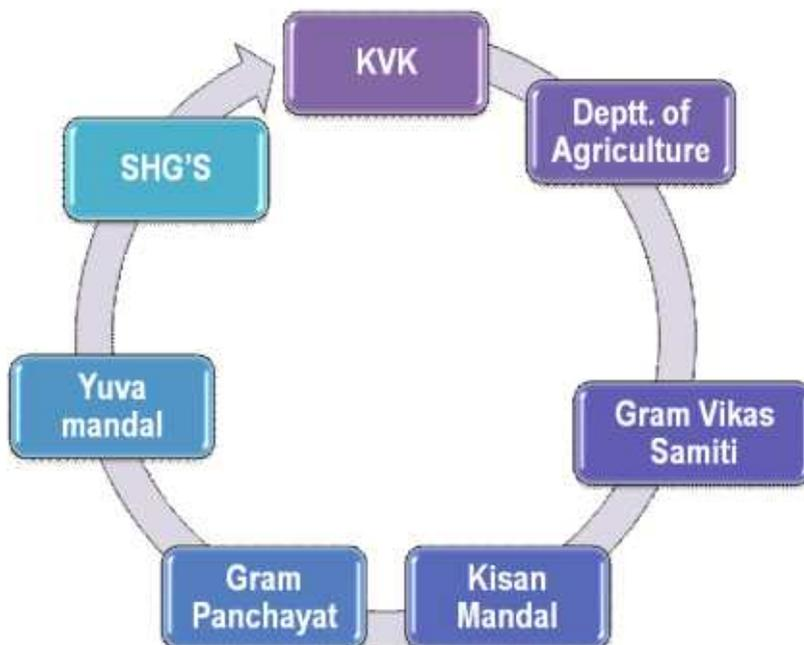 KVK
Deptt. of
Agriculture
Gram Vikas
Samiti
Kisan
Mandal
Gram
Panchayat
Yuva
mandal
SHG'S